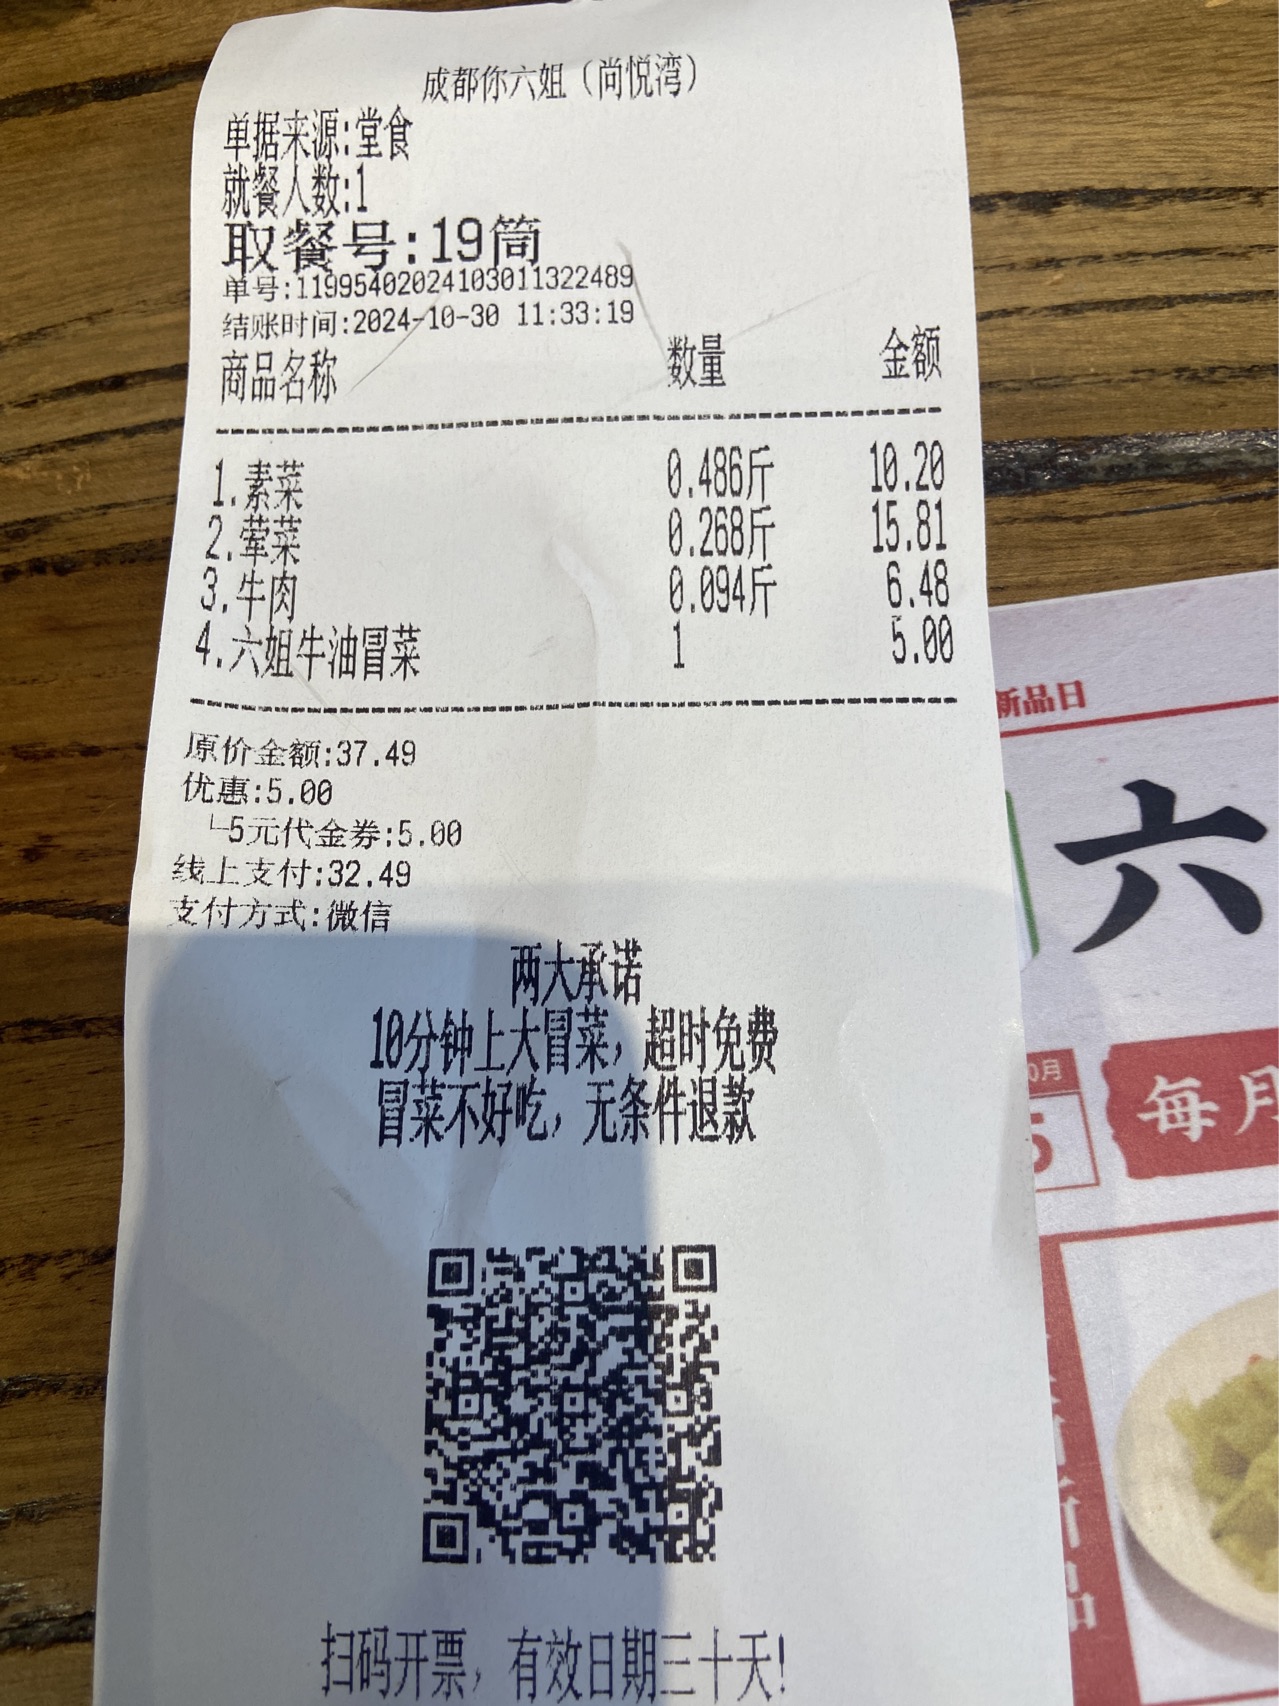 成都你六姐（尚悦湾）
单据来源:堂食
就餐人数:1
取餐号:19筒
单号:11995402024103011322489
结账时间:2024-10-30 11:33:19
商品名称 数量 金额
1.素菜 0.486斤 10.20
2.荤菜 0.268斤 15.81
3.牛肉 0.094斤 6.48
4.六姐牛油冒菜 1 5.00
原价金额:37.49
优惠:5.00
└5元代金券:5.00
线上支付:32.49
支付方式:微信
两大承诺
10分钟上大冒菜，超时免费
冒菜不好吃，无条件退款
扫码开票，有效日期三十天!
新品日
六
0月
5
每月
新品